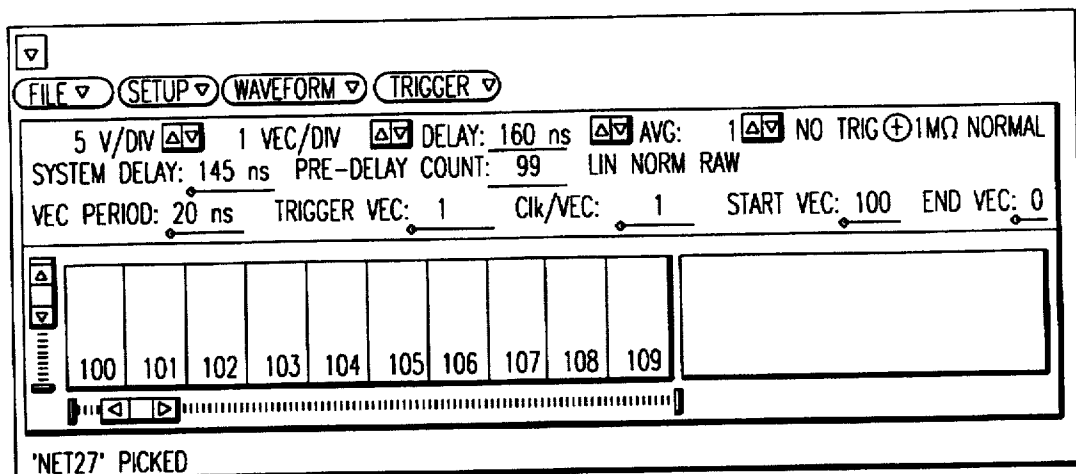 FILE SETUP WAVEFORM TRIGGER
5 V/DIV 1 VEC/DIV DELAY: 160 ns AVG: 1 NO TRIG 1MΩ NORMAL
SYSTEM DELAY: 145 ns PRE-DELAY COUNT: 99 LIN NORM RAW
VEC PERIOD: 20 ns TRIGGER VEC: 1 Clk/VEC: 1 START VEC: 100 END VEC: 0
100 101 102 103 104 105 106 107 108 109
'NET27' PICKED